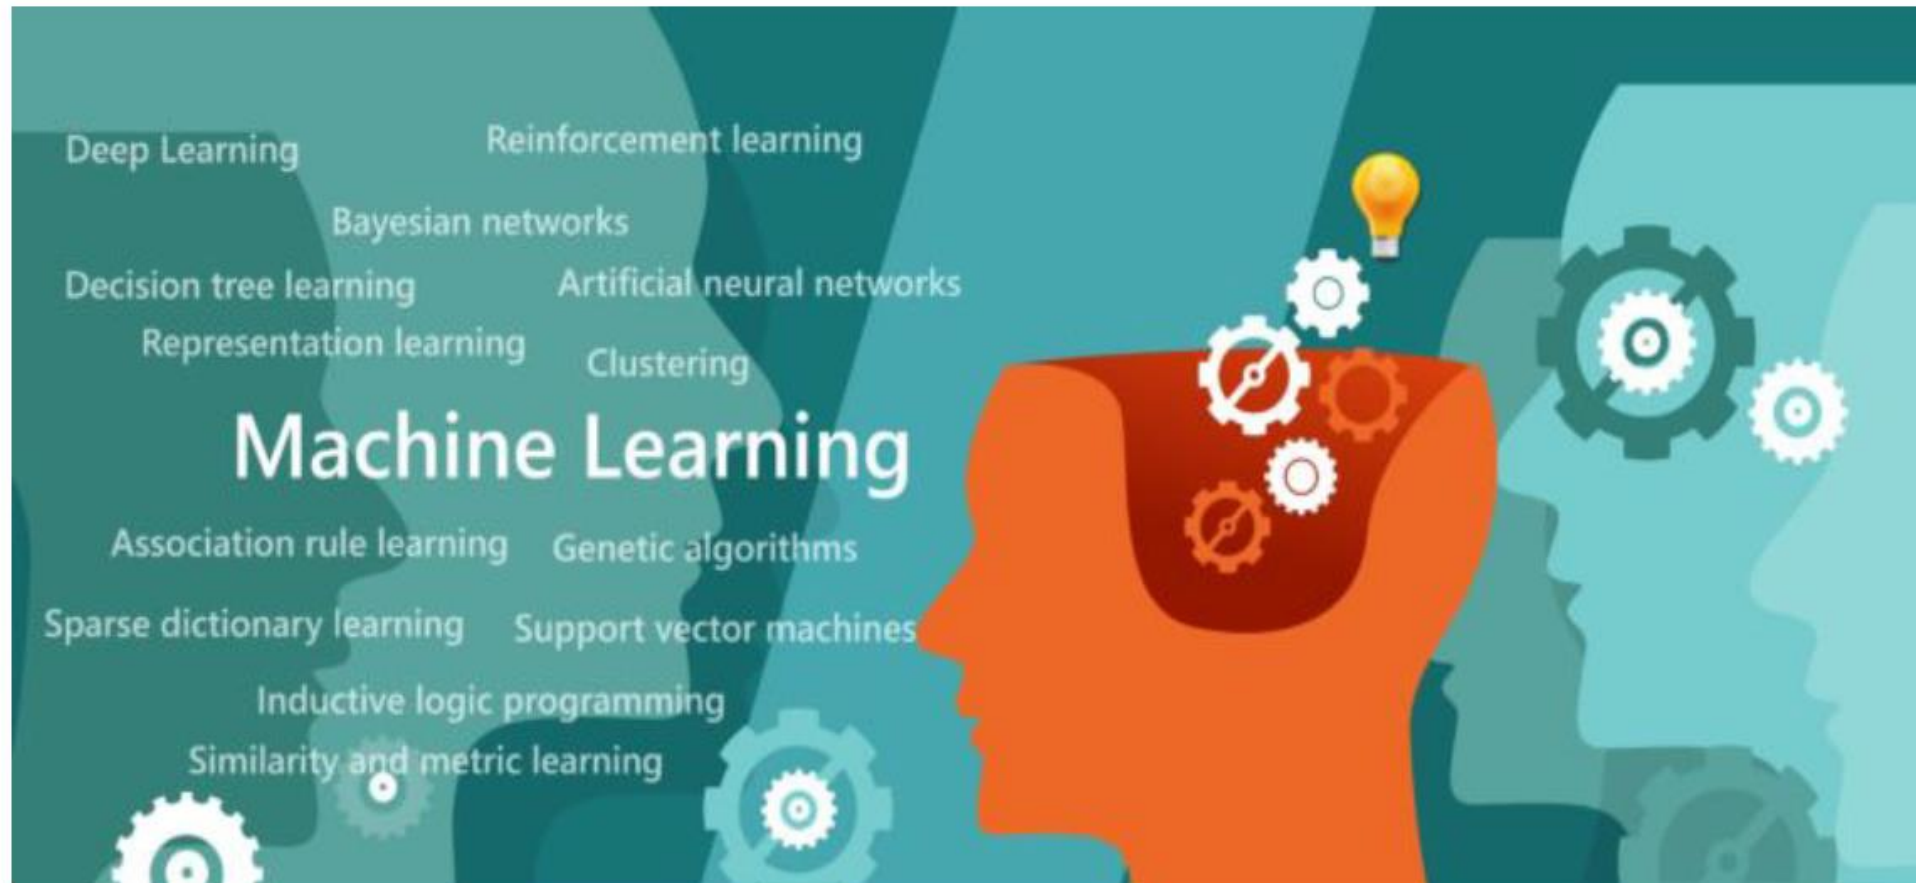 Deep Learning
Reinforcement learning
Bayesian networks
Decision tree learning
Artificial neural networks
Representation learning
Clustering
Machine Learning
Association rule learning
Genetic algorithms
Sparse dictionary learning
Support vector machines
Inductive logic programming
Similarity and metric learning